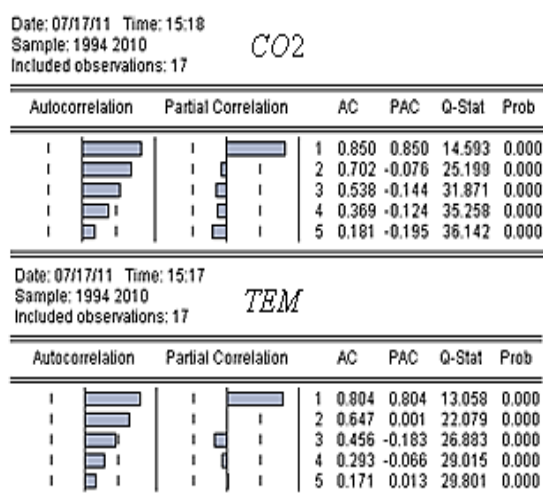 Date: 07/17/11 Time: 15:18
Sample: 1994 2010
Included observations: 17
CO2
Autocorrelation Partial Correlation AC PAC Q-Stat Prob
1 0.850 0.850 14.593 0.000
2 0.702 -0.076 25.199 0.000
3 0.538 -0.144 31.871 0.000
4 0.369 -0.124 35.258 0.000
5 0.181 -0.195 36.142 0.000
Date: 07/17/11 Time: 15:17
Sample: 1994 2010
Included observations: 17
TEM
Autocorrelation Partial Correlation AC PAC Q-Stat Prob
1 0.804 0.804 13.058 0.000
2 0.647 0.001 22.079 0.000
3 0.456 -0.183 26.883 0.000
4 0.293 -0.066 29.015 0.000
5 0.171 0.013 29.801 0.000